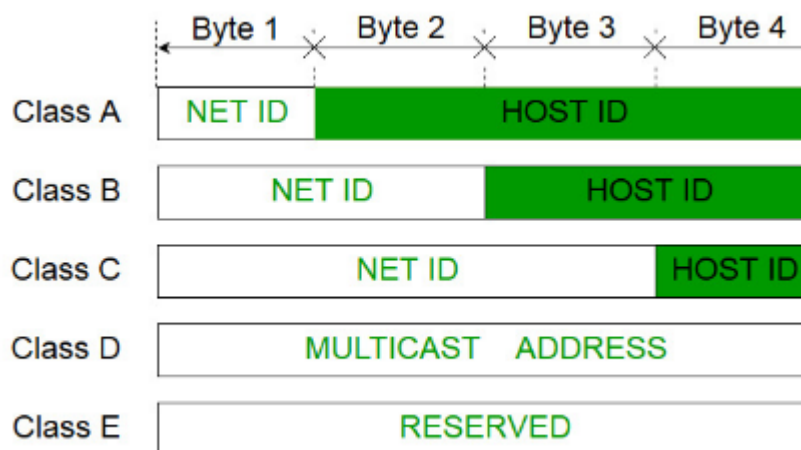 Byte 1 Byte 2 Byte 3 Byte 4
Class A NET ID HOST ID
Class B NET ID HOST ID
Class C NET ID HOST ID
Class D MULTICAST ADDRESS
Class E RESERVED